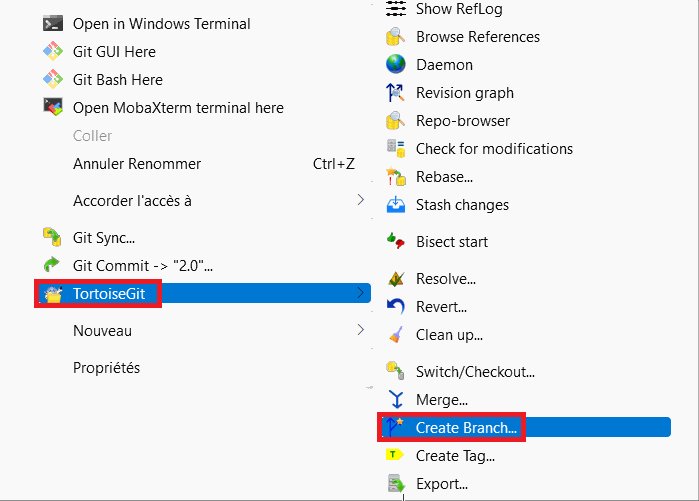 Open in Windows Terminal
Git GUI Here
Git Bash Here
Open MobaXterm terminal here
Coller
Annuler Renommer Ctrl+Z
Accorder l'accès à
Git Sync...
Git Commit -> "2.0"...
TortoiseGit
Nouveau
Propriétés
Show RefLog
Browse References
Daemon
Revision graph
Repo-browser
Check for modifications
Rebase...
Stash changes
Bisect start
Resolve...
Revert...
Clean up...
Switch/Checkout...
Merge...
Create Branch...
T Create Tag...
Export...